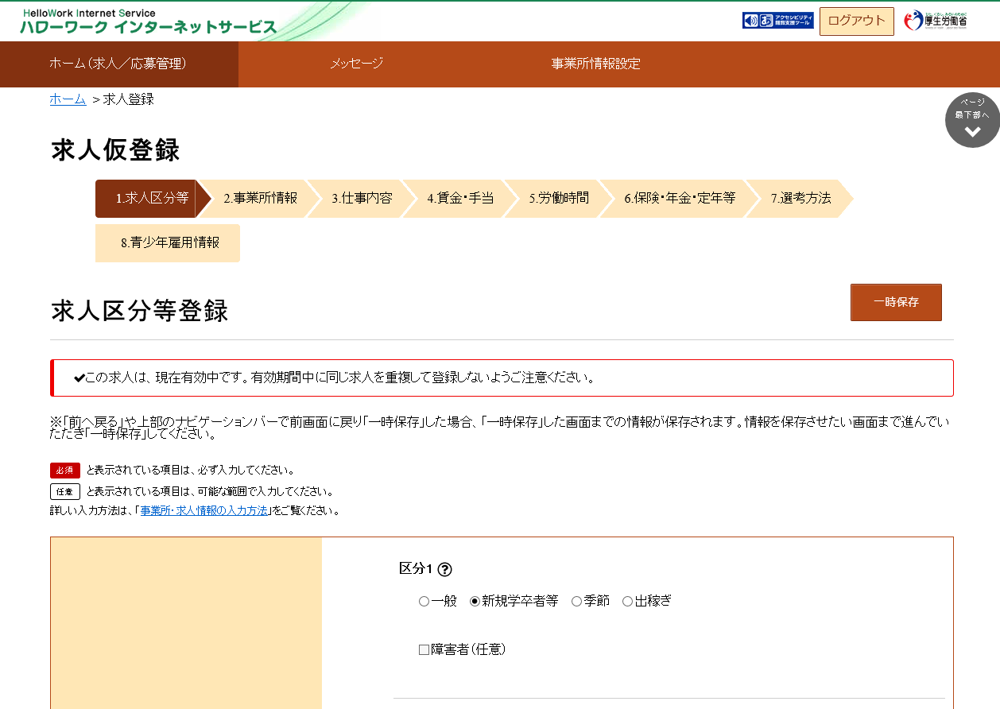 HelloWork Internet Service
ハローワーク インターネットサービス
アクセシビリティ
閲覧支援ツール
ログアウト
ひと、くらし、みらいのために
厚生労働省
ホーム（求人／応募管理）
メッセージ
事業所情報設定
ホーム ＞求人登録
ページ
最下部へ
求人仮登録
1.求人区分等
2.事業所情報
3.仕事内容
4.賃金・手当
5.労働時間
6.保険・年金・定年等
7.選考方法
8.青少年雇用情報
求人区分等登録
一時保存
✔この求人は、現在有効中です。有効期間中に同じ求人を重複して登録しないようご注意ください。
※「前へ戻る」や上部のナビゲーションバーで前画面に戻り「一時保存」した場合、「一時保存」した画面までの情報が保存されます。情報を保存させたい画面まで進んでい
ただき「一時保存」してください。
必須 と表示されている項目は、必ず入力してください。
任意 と表示されている項目は、可能な範囲で入力してください。
詳しい入力方法は、「事業所・求人情報の入力方法」をご覧ください。
区分1 ?
一般 新規学卒者等 季節 出稼ぎ
障害者（任意）